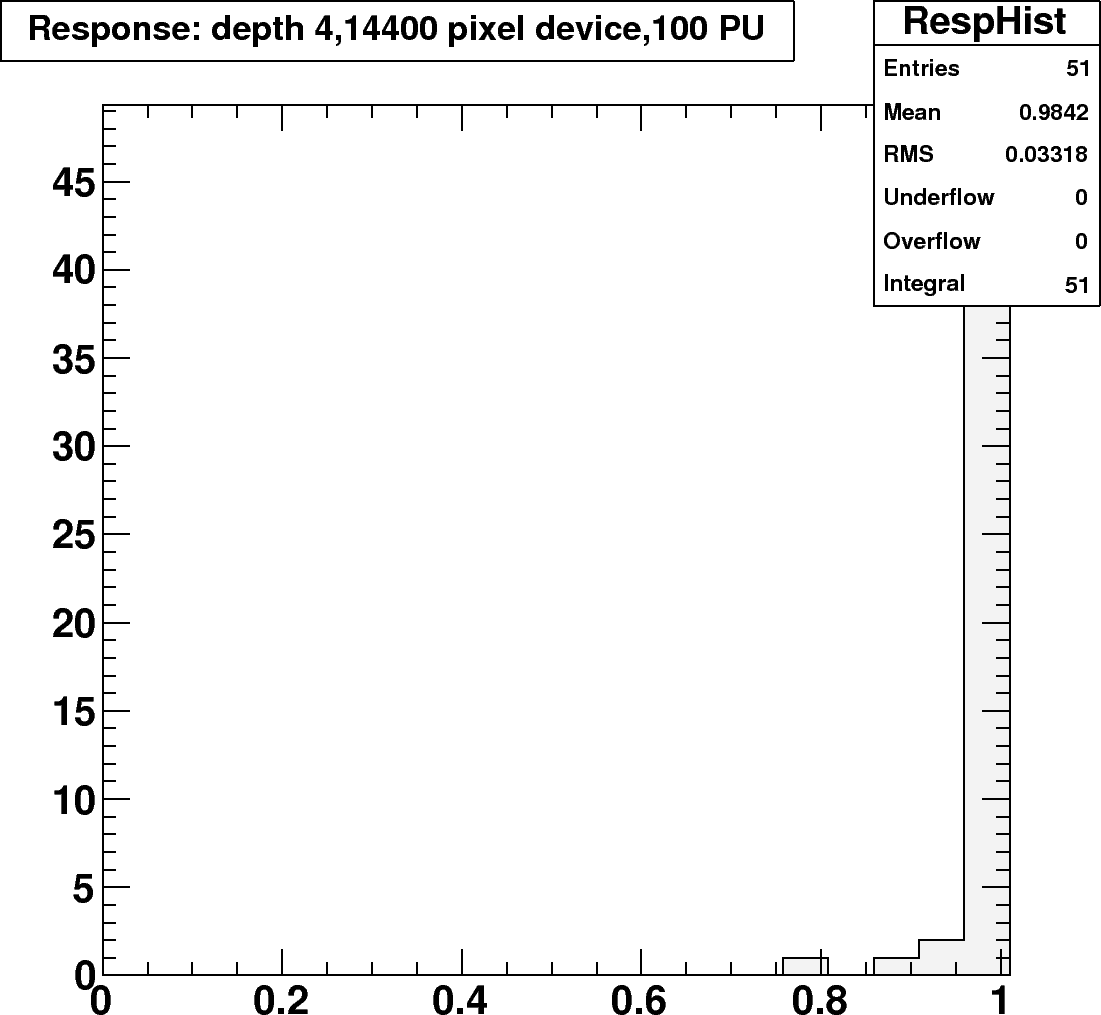 Response: depth 4,14400 pixel device,100 PU
RespHist
Entries 51
Mean 0.9842
RMS 0.03318
Underflow 0
Overflow 0
Integral 51
45
40
35
30
25
20
15
10
5
0
0 0.2 0.4 0.6 0.8 1